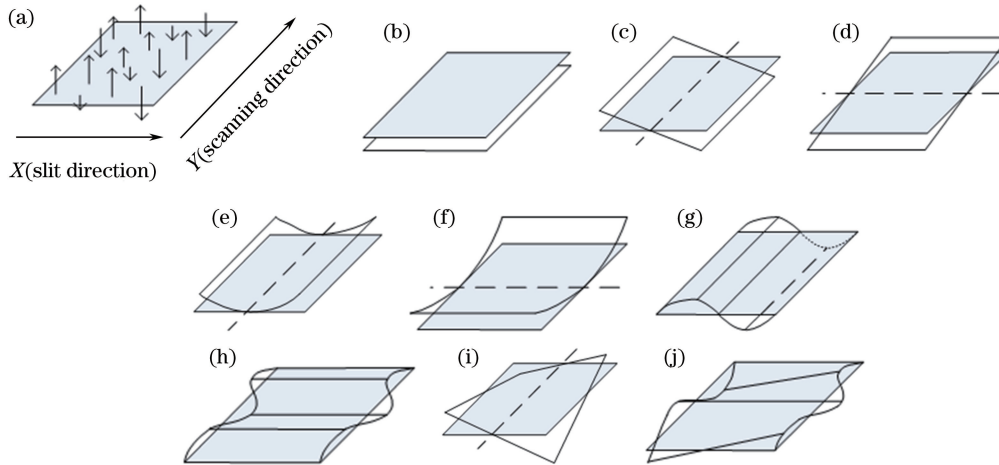 (a)
Y(scanning direction)
X(slit direction)
(b)
(c)
(d)
(e)
(f)
(g)
(h)
(i)
(j)